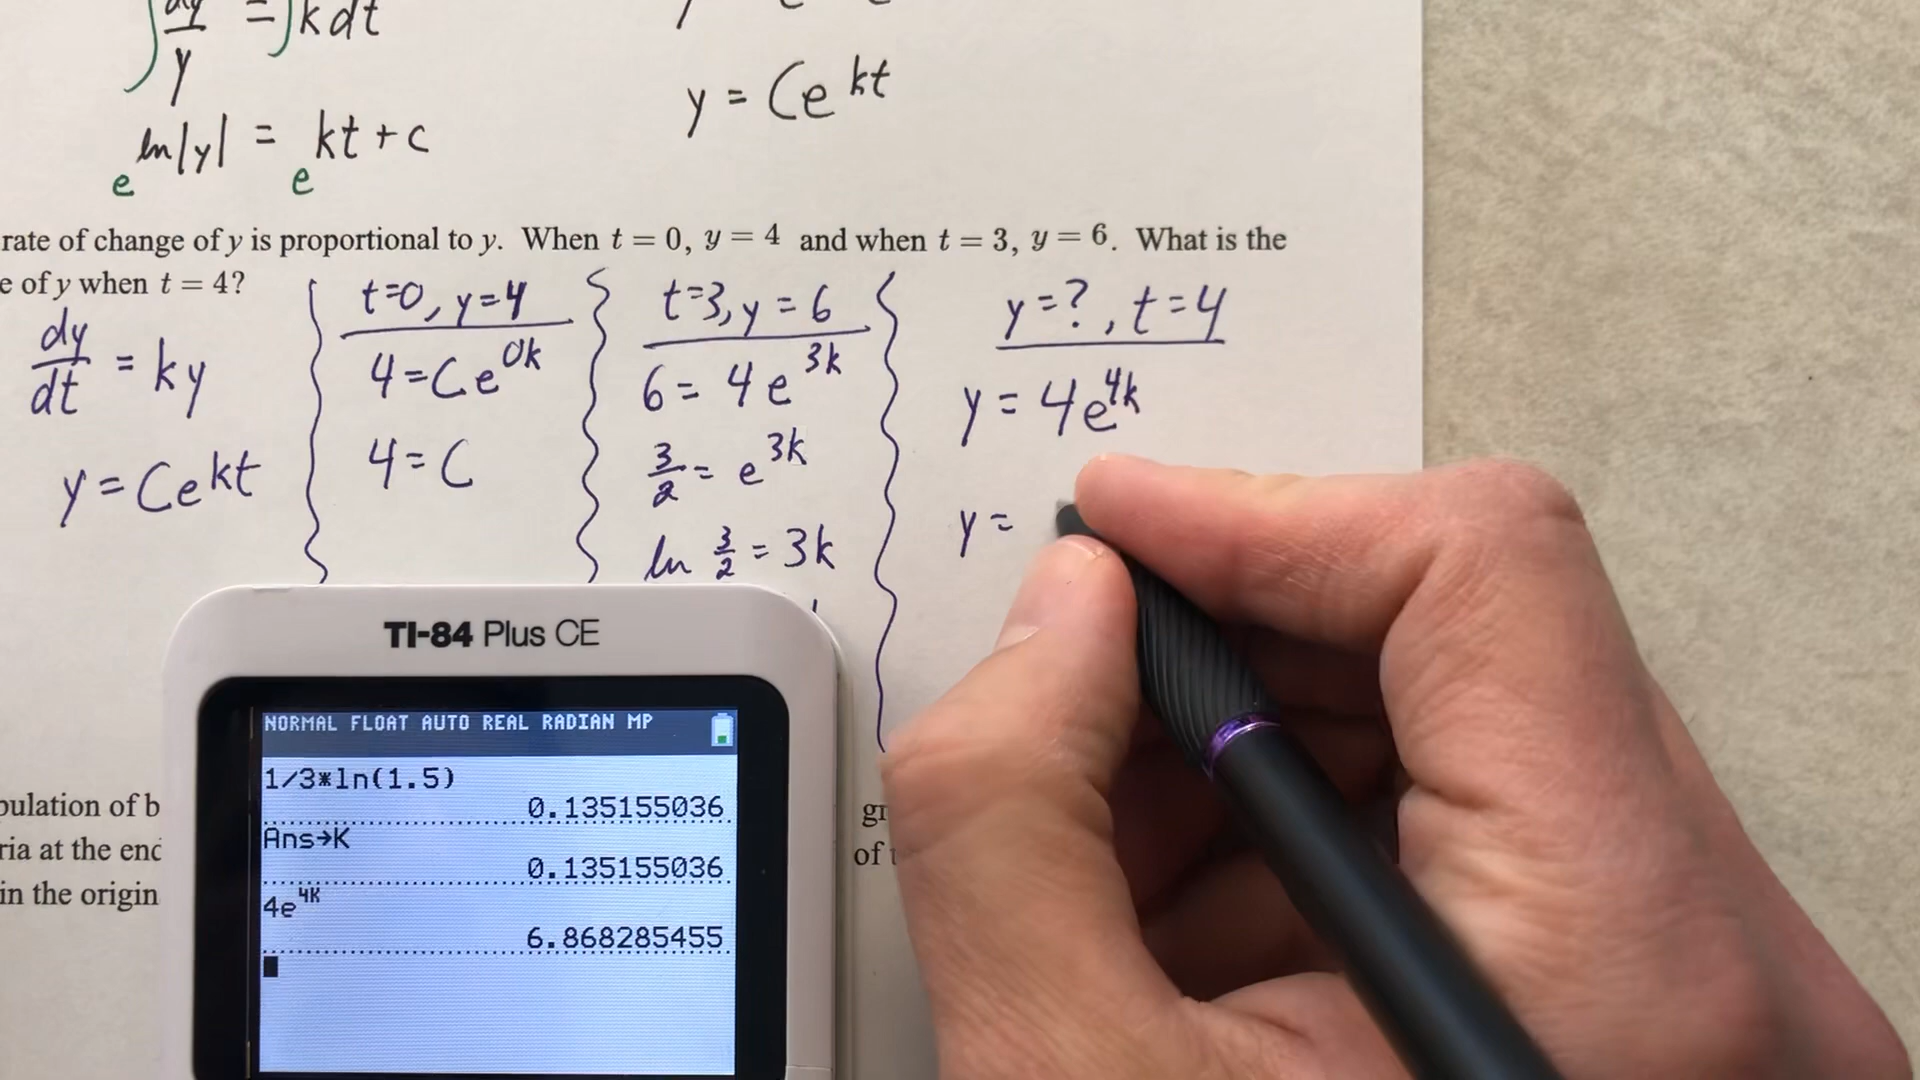 ∫ dy/y = ∫ k dt
e^ln|y| = e^kt + c
y = Ce^kt
rate of change of y is proportional to y. When t = 0, y = 4 and when t = 3, y = 6. What is the
e of y when t = 4?
dy/dt = ky
y = Ce^kt
t=0, y=4
4 = Ce^0k
4 = C
t=3, y = 6
6 = 4e^3k
3/2 = e^3k
ln 3/2 = 3k
y = ?, t = 4
y = 4e^4k
y =
TI-84 Plus CE
NORMAL FLOAT AUTO REAL RADIAN MP
1/3*ln(1.5)
0.135155036
Ans→K
0.135155036
4e^4K
6.868285455
pulation of b
ria at the end
in the origin
gr
of